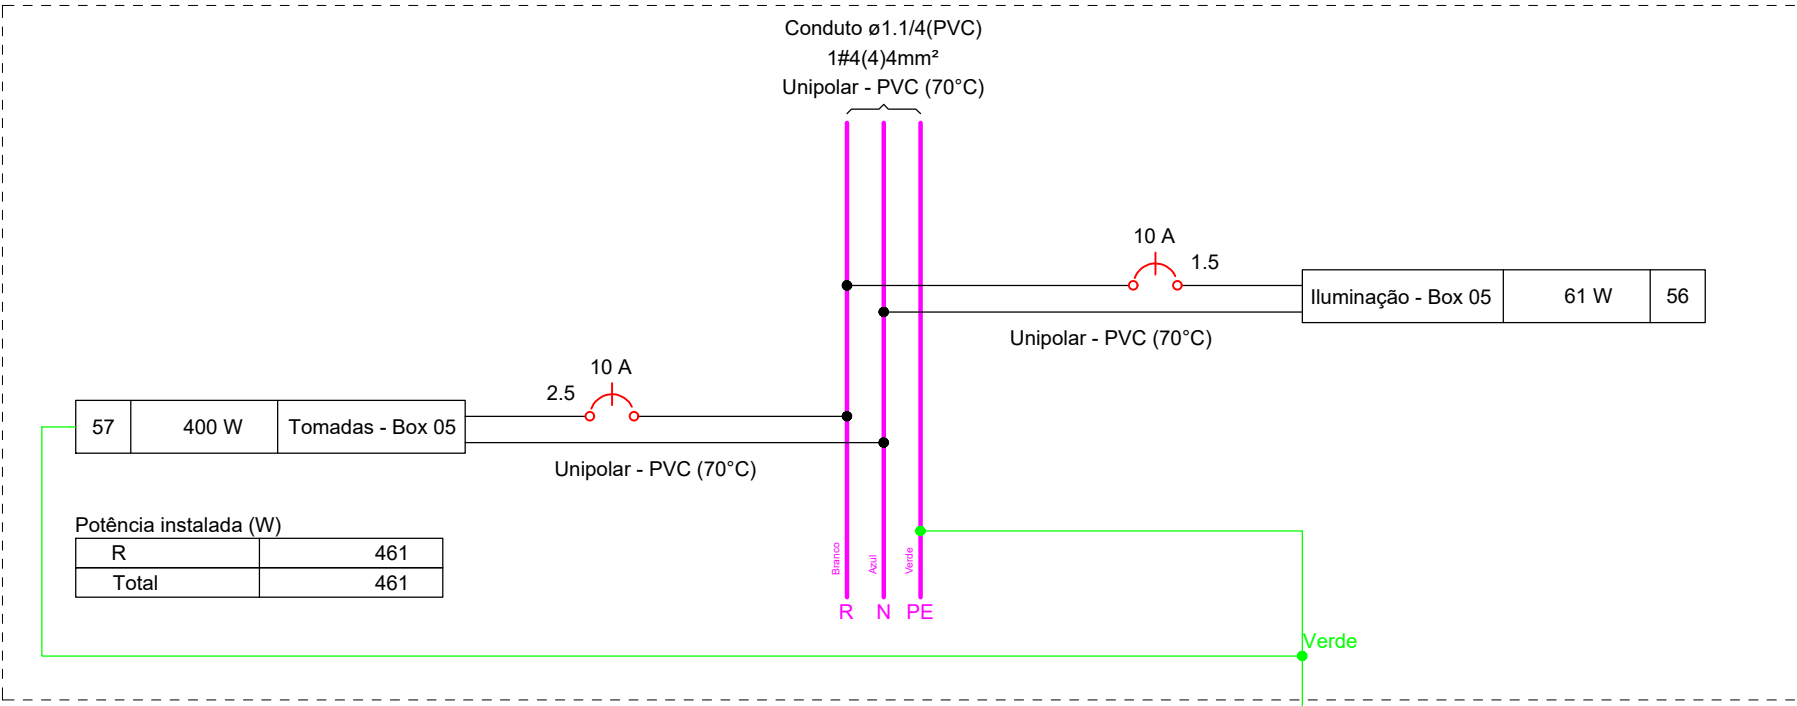 Conduto ø1.1/4(PVC)
1#4(4)4mm²
Unipolar - PVC (70°C)
10 A
1.5
Iluminação - Box 05 61 W 56
Unipolar - PVC (70°C)
10 A
2.5
57 400 W Tomadas - Box 05
Unipolar - PVC (70°C)
Potência instalada (W)
R 461
Total 461
Branco
Azul
Verde
R N PE
Verde